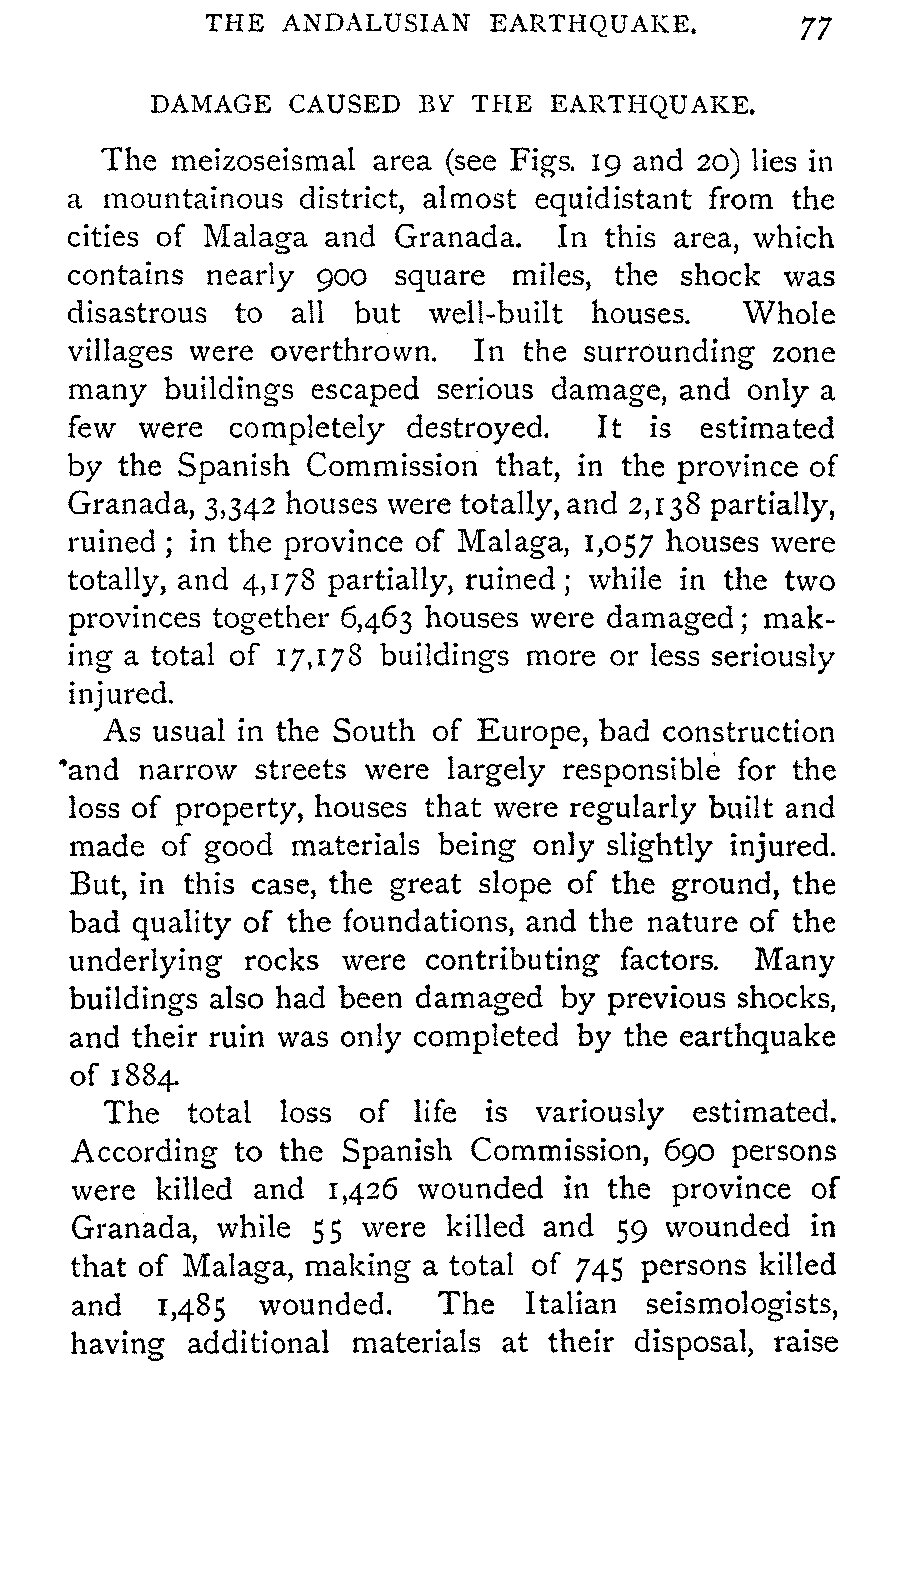 THE ANDALUSIAN EARTHQUAKE. 77
DAMAGE CAUSED BY THE EARTHQUAKE.
The meizoseismal area (see Figs. 19 and 20) lies in
a mountainous district, almost equidistant from the
cities of Malaga and Granada. In this area, which
contains nearly 900 square miles, the shock was
disastrous to all but well-built houses. Whole
villages were overthrown. In the surrounding zone
many buildings escaped serious damage, and only a
few were completely destroyed. It is estimated
by the Spanish Commission that, in the province of
Granada, 3,342 houses were totally, and 2,138 partially,
ruined ; in the province of Malaga, 1,057 houses were
totally, and 4,178 partially, ruined ; while in the two
provinces together 6,463 houses were damaged ; mak-
ing a total of 17,178 buildings more or less seriously
injured.
As usual in the South of Europe, bad construction
and narrow streets were largely responsible for the
loss of property, houses that were regularly built and
made of good materials being only slightly injured.
But, in this case, the great slope of the ground, the
bad quality of the foundations, and the nature of the
underlying rocks were contributing factors. Many
buildings also had been damaged by previous shocks,
and their ruin was only completed by the earthquake
of 1884.
The total loss of life is variously estimated.
According to the Spanish Commission, 690 persons
were killed and 1,426 wounded in the province of
Granada, while 55 were killed and 59 wounded in
that of Malaga, making a total of 745 persons killed
and 1,485 wounded. The Italian seismologists,
having additional materials at their disposal, raise